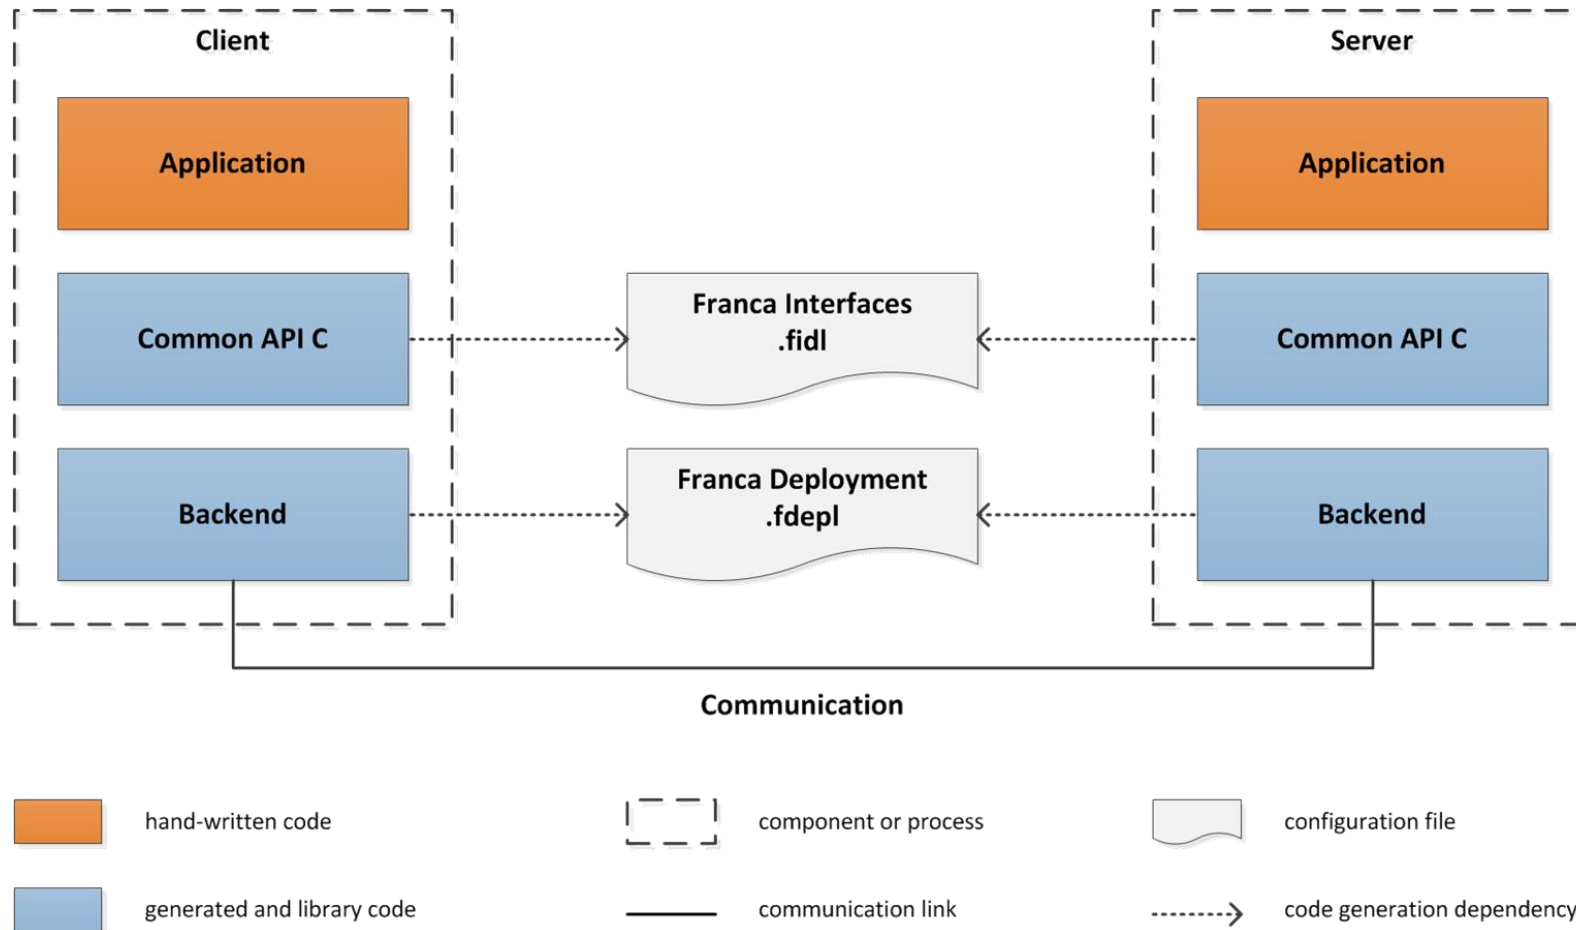 Client
Server
Application
Application
Common API C
Franca Interfaces
.fidl
Common API C
Backend
Franca Deployment
.fdepl
Backend
Communication
hand-written code
component or process
configuration file
generated and library code
communication link
code generation dependency